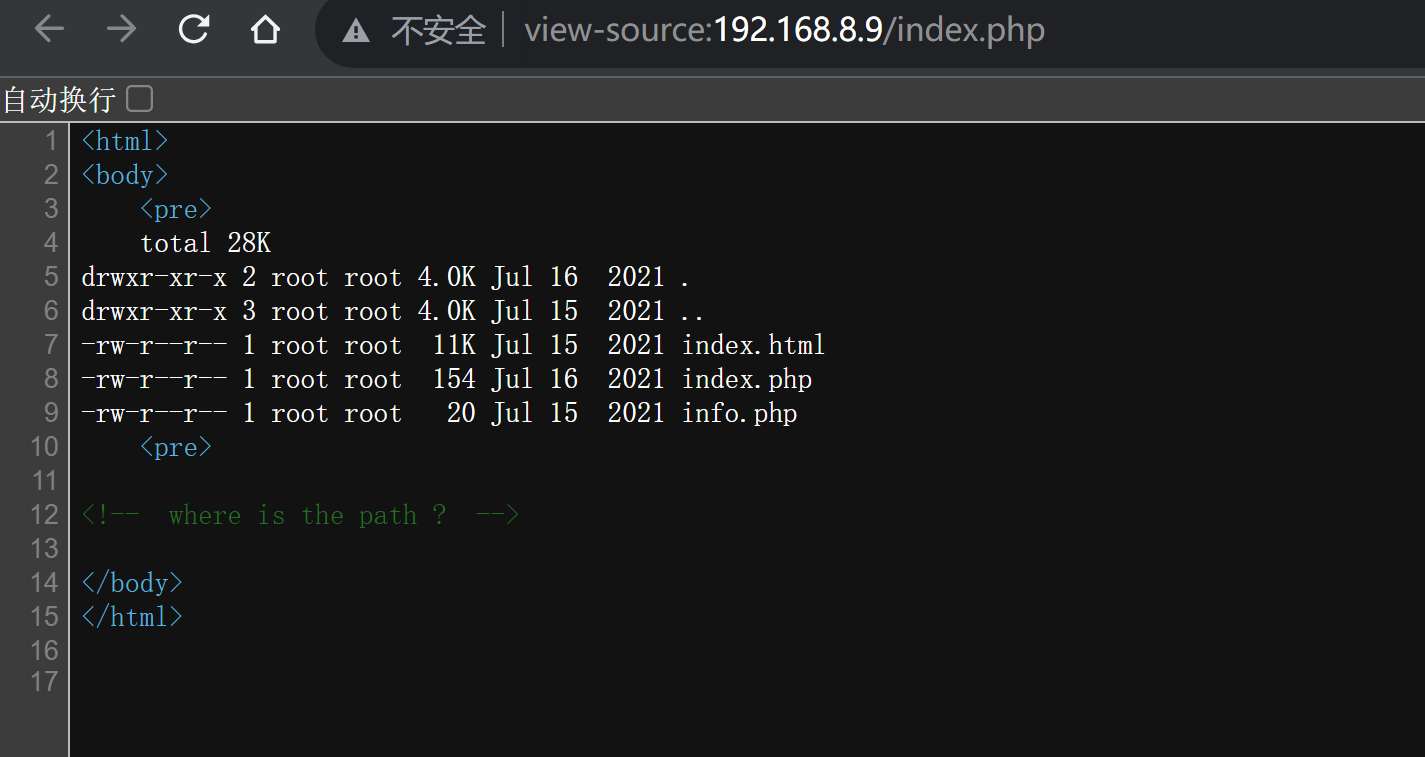 不安全 view-source:192.168.8.9/index.php
自动换行
1 <html>
2 <body>
3     <pre>
4     total 28K
5 drwxr-xr-x 2 root root 4.0K Jul 16  2021 .
6 drwxr-xr-x 3 root root 4.0K Jul 15  2021 ..
7 -rw-r--r-- 1 root root  11K Jul 15  2021 index.html
8 -rw-r--r-- 1 root root  154 Jul 16  2021 index.php
9 -rw-r--r-- 1 root root   20 Jul 15  2021 info.php
10     <pre>
11
12 <!--  where is the path ?  -->
13
14 </body>
15 </html>
16
17